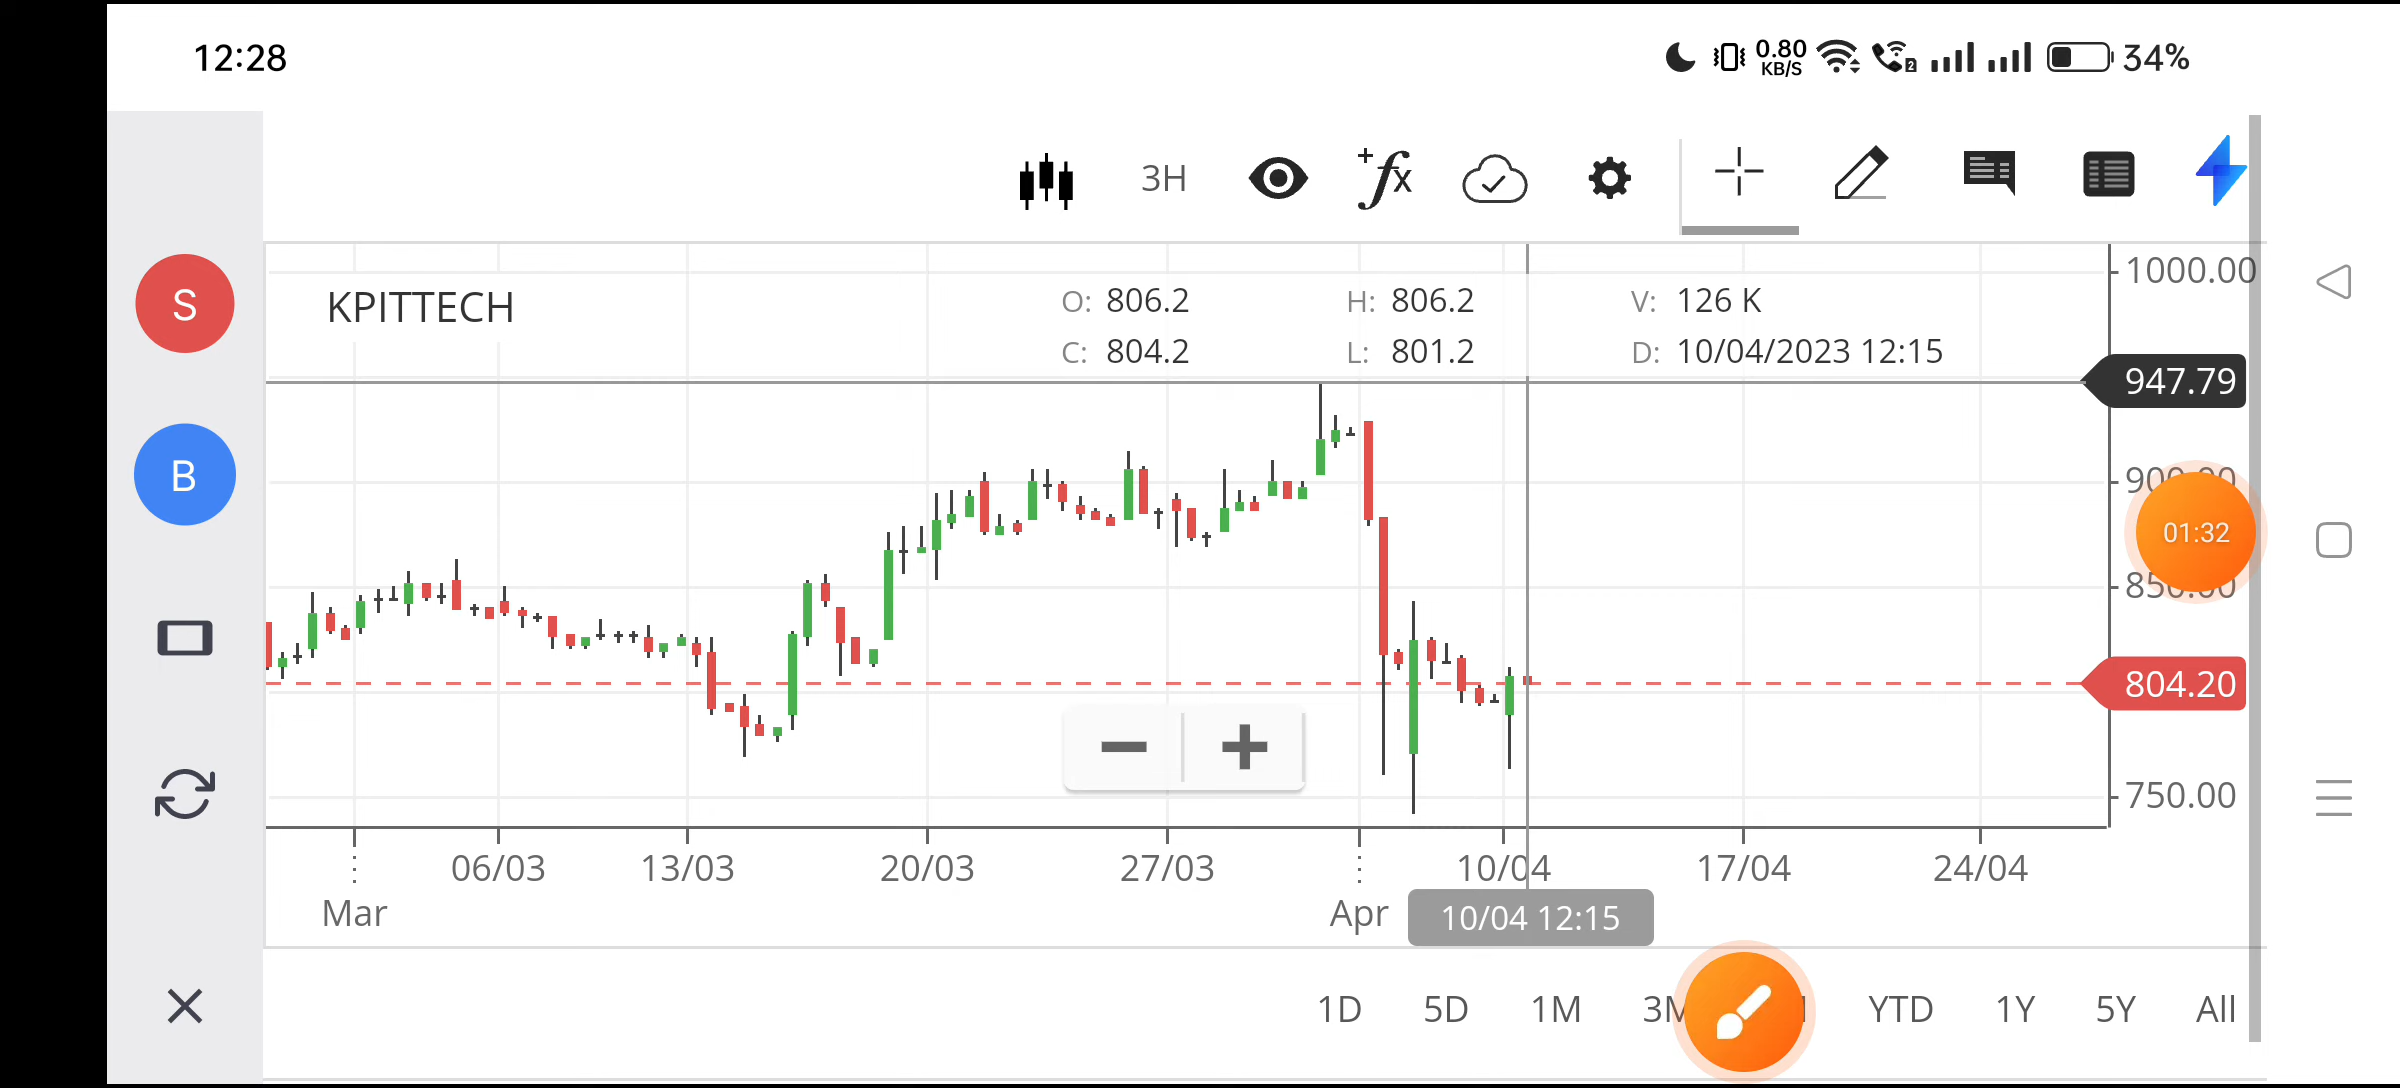 12:28
0.80
KB/S
2
34%
3H
+fx
S
B
KPITTECH
O: 806.2 H: 806.2 V: 126 K
C: 804.2 L: 801.2 D: 10/04/2023 12:15
1000.00
947.79
01:32
804.20
750.00
06/03 13/03 20/03 27/03 10/04 17/04 24/04
Mar Apr 10/04 12:15
1D 5D 1M YTD 1Y 5Y All